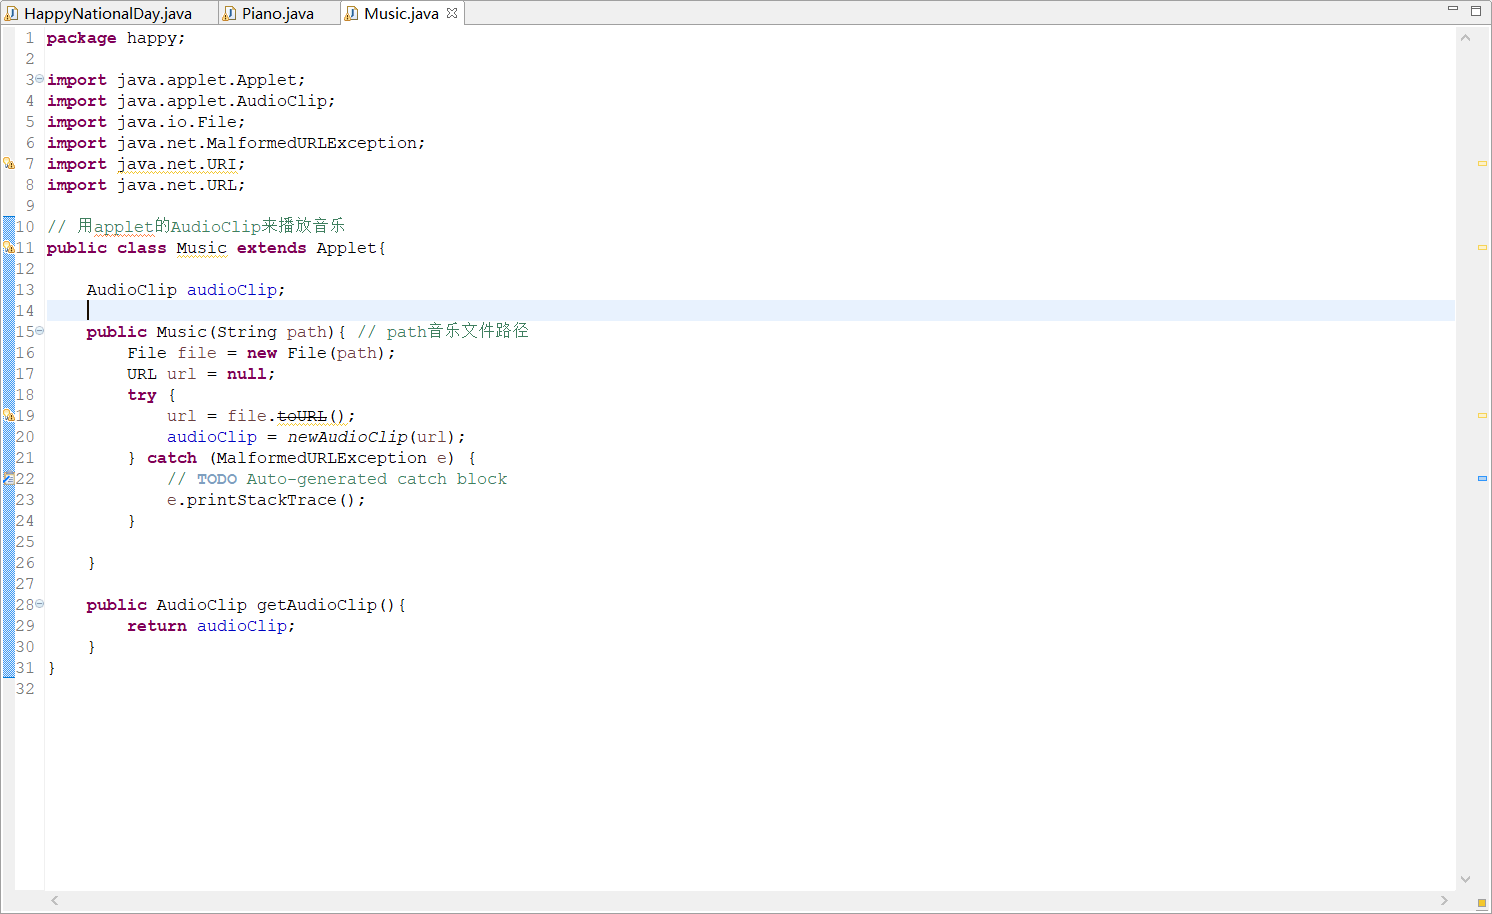 HappyNationalDay.java Piano.java Music.java
1 package happy;
2
3 import java.applet.Applet;
4 import java.applet.AudioClip;
5 import java.io.File;
6 import java.net.MalformedURLException;
7 import java.net.URI;
8 import java.net.URL;
9
10 // 用applet的AudioClip来播放音乐
11 public class Music extends Applet{
12
13 AudioClip audioClip;
14
15 public Music(String path){ // path音乐文件路径
16 File file = new File(path);
17 URL url = null;
18 try {
19 url = file.toURL();
20 audioClip = newAudioClip(url);
21 } catch (MalformedURLException e) {
22 // TODO Auto-generated catch block
23 e.printStackTrace();
24 }
25
26 }
27
28 public AudioClip getAudioClip(){
29 return audioClip;
30 }
31 }
32